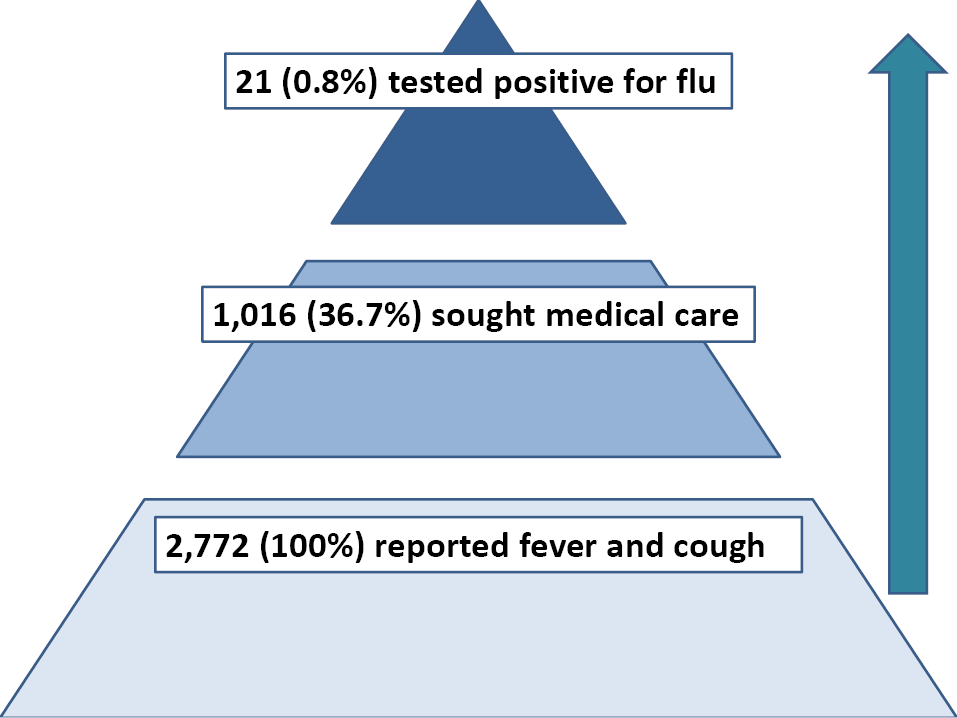 21 (0.8%) tested positive for flu
1,016 (36.7%) sought medical care
2,772 (100%) reported fever and cough